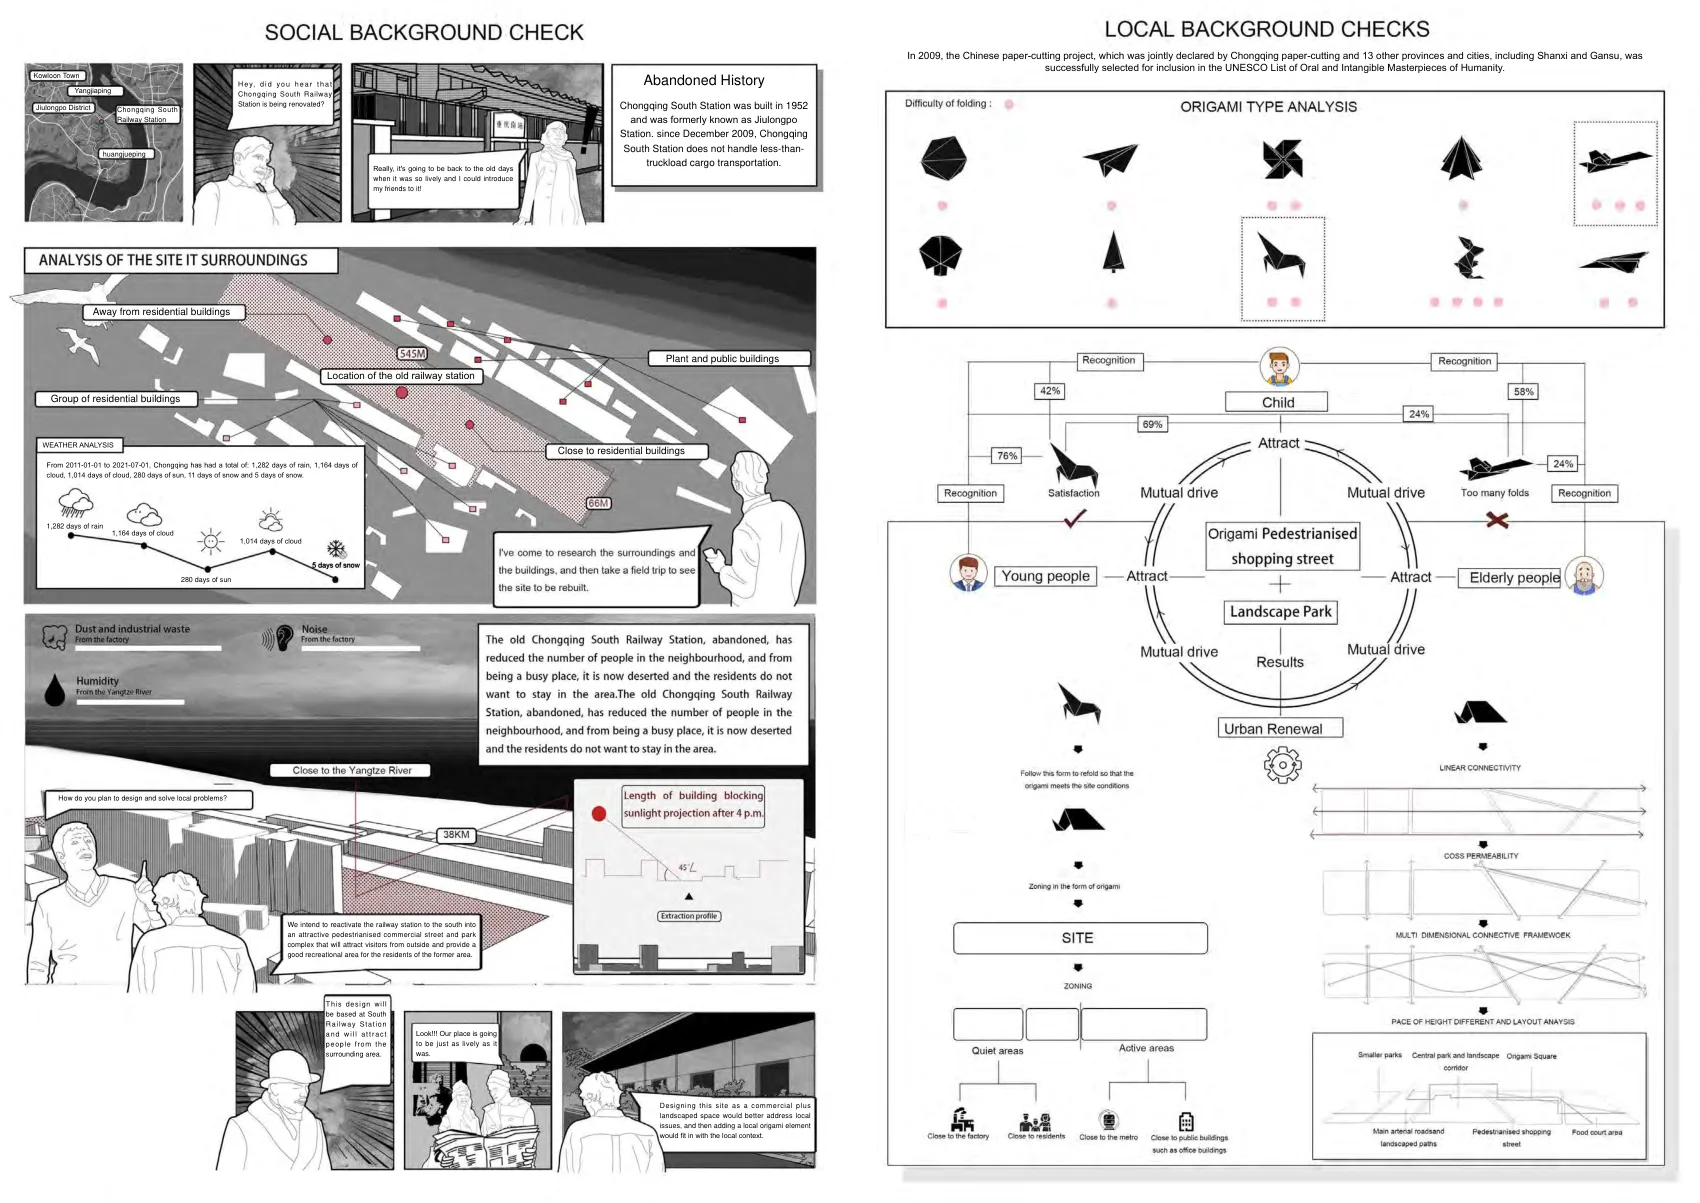 SOCIAL BACKGROUND CHECK
Kowloon Town
Yangjiaping
Jiulongpo District
Chongqing South
Railway Station
huangjueping
Hey, did you hear that
Chongqing South Railway
Station is being renovated?
重庆南站
Really, it's going to be back to the old days
when it was so lively and I could introduce
my friends to it!
Abandoned History
Chongqing South Station was built in 1952
and was formerly known as Jiulongpo
Station. since December 2009, Chongqing
South Station does not handle less-than-
truckload cargo transportation.
ANALYSIS OF THE SITE IT SURROUNDINGS
Away from residential buildings
545M
Plant and public buildings
Location of the old railway station
Group of residential buildings
Close to residential buildings
66M
WEATHER ANALYSIS
From 2011-01-01 to 2021-07-01, Chongqing has had a total of: 1,282 days of rain, 1,164 days of
cloud, 1,014 days of cloud, 280 days of sun, 11 days of snow and 5 days of snow.
1,282 days of rain
1,164 days of cloud
280 days of sun
1,014 days of cloud
5 days of snow
I've come to research the surroundings and
the buildings, and then take a field trip to see
the site to be rebuilt.
Dust and industrial waste
From the factory
Noise
From the factory
Humidity
From the Yangtze River
The old Chongqing South Railway Station, abandoned, has
reduced the number of people in the neighbourhood, and from
being a busy place, it is now deserted and the residents do not
want to stay in the area.The old Chongqing South Railway
Station, abandoned, has reduced the number of people in the
neighbourhood, and from being a busy place, it is now deserted
and the residents do not want to stay in the area.
Close to the Yangtze River
How do you plan to design and solve local problems?
38KM
Length of building blocking
sunlight projection after 4 p.m.
45°
Extraction profile
We intend to reactivate the railway station to the south into
an attractive pedestrianised commercial street and park
complex that will attract visitors from outside and provide a
good recreational area for the residents of the former area.
This design will
be based at South
Railway Station
and will attract
people from the
surrounding area.
Look!!! Our place is going
to be just as lively as it
was.
Designing this site as a commercial plus
landscaped space would better address local
issues, and then adding a local origami element
would fit in with the local context.
LOCAL BACKGROUND CHECKS
In 2009, the Chinese paper-cutting project, which was jointly declared by Chongqing paper-cutting and 13 other provinces and cities, including Shanxi and Gansu, was
successfully selected for inclusion in the UNESCO List of Oral and Intangible Masterpieces of Humanity.
Difficulty of folding :
ORIGAMI TYPE ANALYSIS
Recognition
Recognition
42%
58%
Child
24%
69%
Attract
76%
24%
Recognition
Satisfaction
Mutual drive
Mutual drive
Too many folds
Recognition
Origami Pedestrianised
shopping street
Young people
Attract
Attract
Elderly people
Landscape Park
Mutual drive
Results
Mutual drive
Urban Renewal
Follow this form to refold so that the
origami meets the site conditions
Zoning in the form of origami
SITE
ZONING
Quiet areas
Active areas
Close to the factory
Close to residents
Close to the metro
Close to public buildings
such as office buildings
LINEAR CONNECTIVITY
COSS PERMEABILITY
MULTI DIMENSIONAL CONNECTIVE FRAMEWOEK
PACE OF HEIGHT DIFFERENT AND LAYOUT ANAYSIS
Smaller parks
Central park and landscape
corridor
Origami Square
Main arterial roadsand
landscaped paths
Pedestrianised shopping
street
Food court area